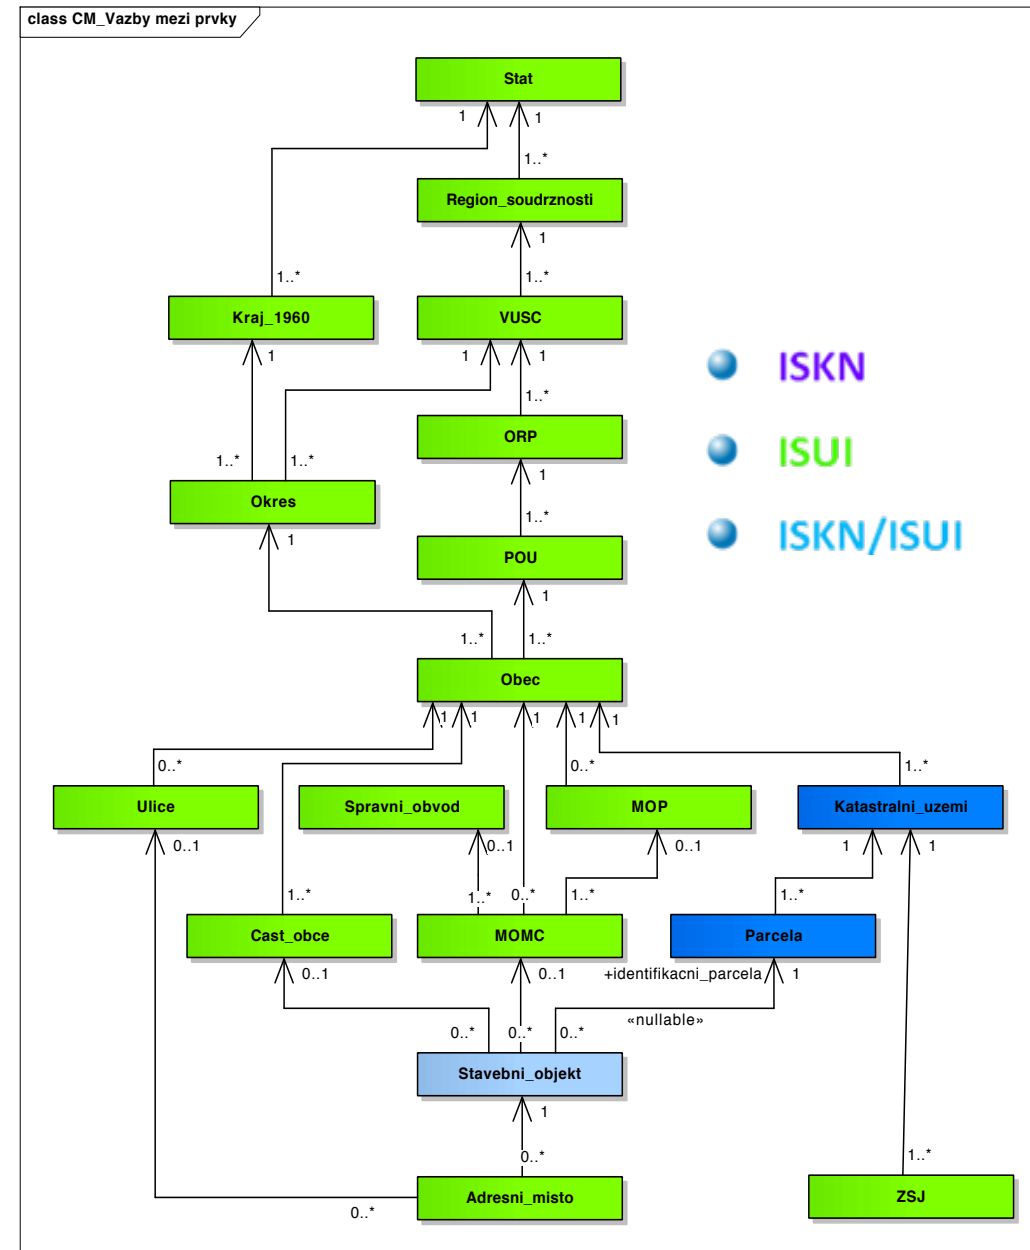 class CM_Vazby mezi prvky
Stat
1
1
1..*
Region_soudrznosti
1
1..*
1..*
Kraj_1960
VUSC
1
1
1
1..*
ORP
1..*
1..*
1
Okres
1..*
1
POU
1
1..*
1..*
Obec
1
1
1
1
1
0..*
0..*
1..*
Ulice
Spravni_obvod
MOP
Katastralni_uzemi
0..1
0..1
0..1
1
1
1..*
1..*
0..*
1..*
1..*
Cast_obce
MOMC
Parcela
0..1
0..1
+identifikacni_parcela
1
«nullable»
0..*
0..*
0..*
Stavebni_objekt
1
0..*
1..*
Adresni_misto
0..*
ZSJ
ISKN
ISUI
ISKN/ISUI